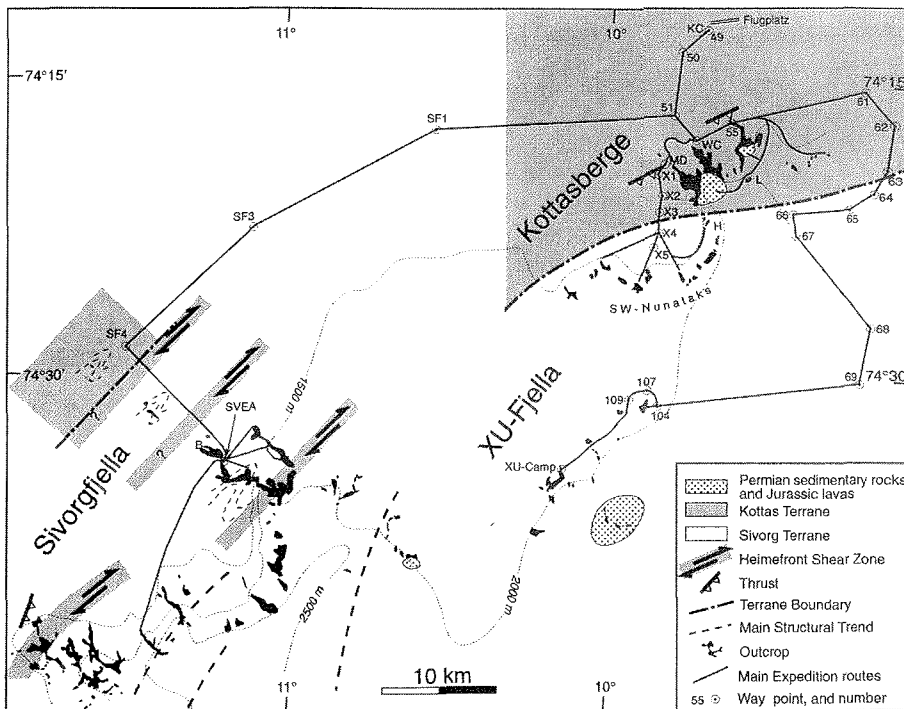 11°
10°
Flugplatz
KC
49
50
74°15'
74°15'
51
61
SF1
55
62
WC
MD
Kottasberge
X1
L
63
X2
64
X3
65
66
SF3
H
X4
67
X5
SW-Nunataks
SF4
68
74°30'
74°30
1500 m
69
107
?
109
104
SVEA
XU-Fjella
B
?
XU-Camp
Sivorgfjella
Permian sedimentary rocks
and Jurassic lavas
Kottas Terrane
Sivorg Terrane
Heimefront Shear Zone
2000 m
Thrust
2500 m
Terrane Boundary
Main Structural Trend
Outcrop
Main Expedition routes
55 Way point, and number
11°
10 km
10°